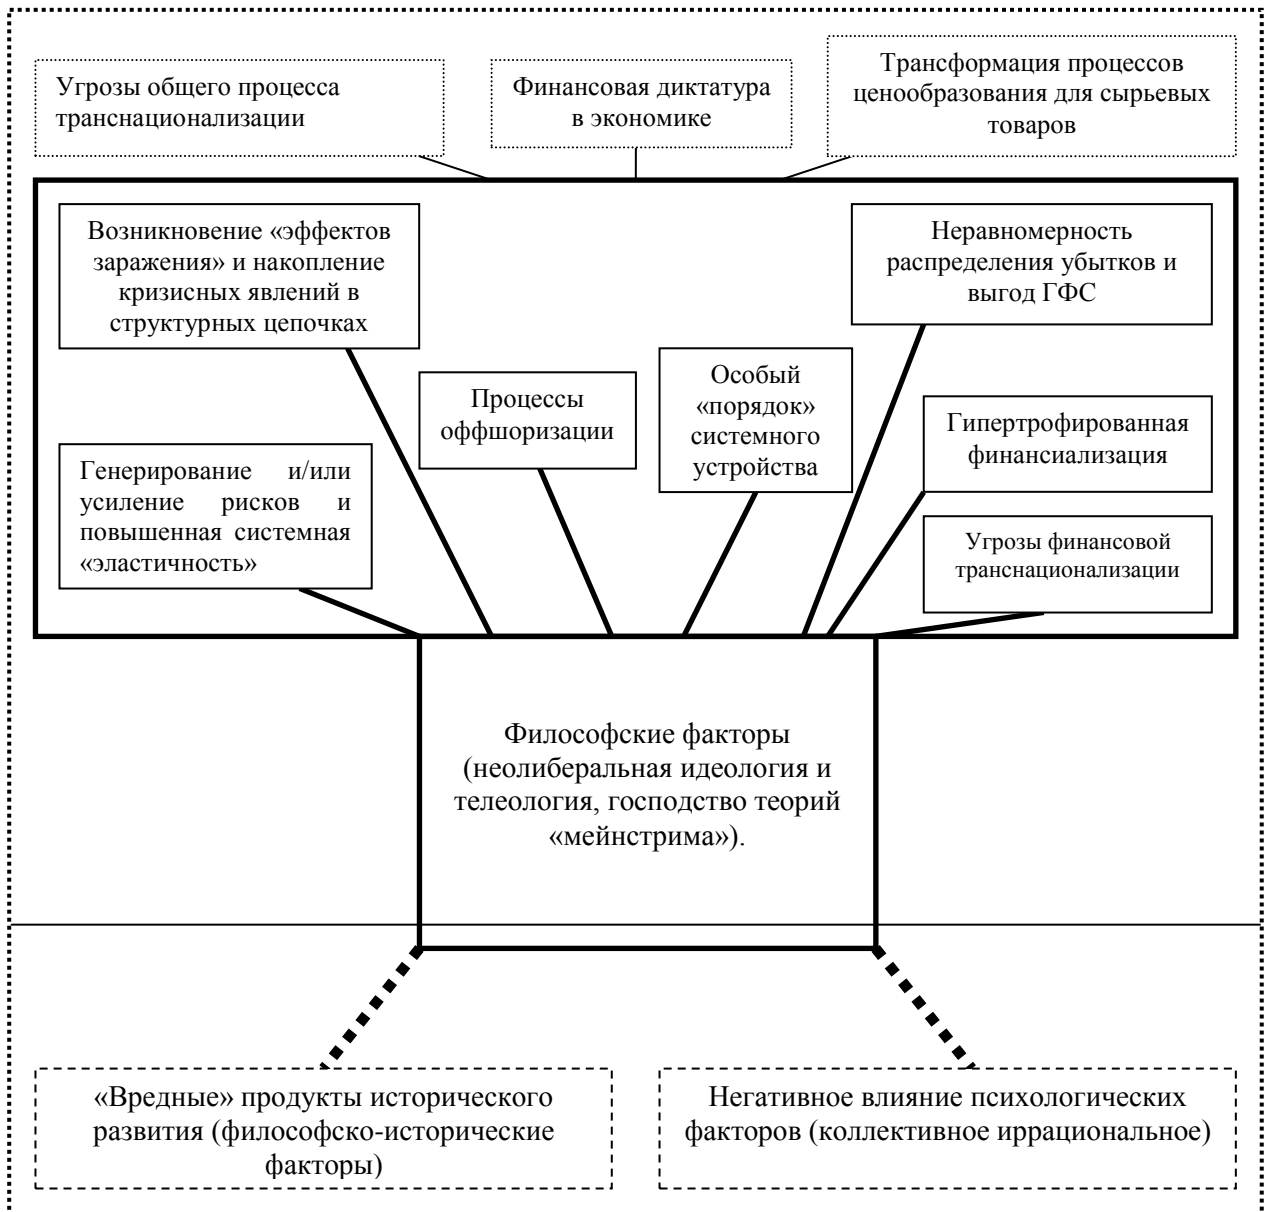 Угрозы общего процесса
транснационализации
Финансовая диктатура
в экономике
Трансформация процессов
ценообразования для сырьевых
товаров
Возникновение «эффектов
заражения» и накопление
кризисных явлений в
структурных цепочках
Неравномерность
распределения убытков и
выгод ГФС
Процессы
оффшоризации
Особый
«порядок»
системного
устройства
Гипертрофированная
финансиализация
Генерирование и/или
усиление рисков и
повышенная системная
«эластичность»
Угрозы финансовой
транснационализации
Философские факторы
(неолиберальная идеология и
телеология, господство теорий
«мейнстрима»).
«Вредные» продукты исторического
развития (философско-исторические
факторы)
Негативное влияние психологических
факторов (коллективное иррациональное)